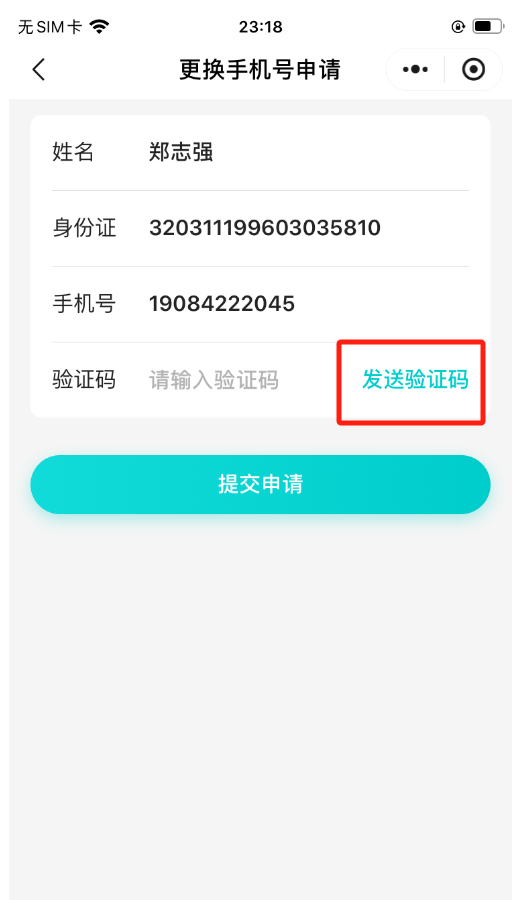 无SIM卡 23:18
更换手机号申请
姓名 郑志强
身份证 320311199603035810
手机号 19084222045
验证码 请输入验证码 发送验证码
提交申请